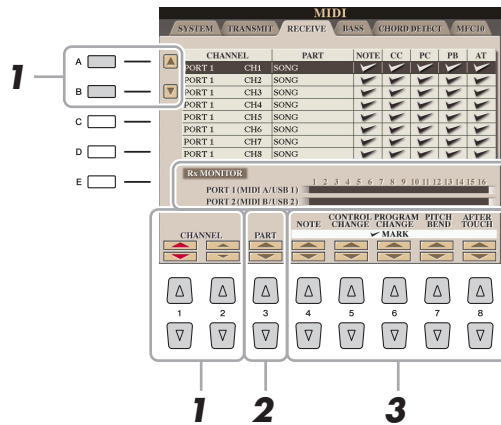 MIDI
SYSTEM TRANSMIT RECEIVE BASS CHORD DETECT MFC10
CHANNEL PART NOTE CC PC PB AT
PORT 1 CH1 SONG
PORT 1 CH2 SONG
PORT 1 CH3 SONG
PORT 1 CH4 SONG
PORT 1 CH5 SONG
PORT 1 CH6 SONG
PORT 1 CH7 SONG
PORT 1 CH8 SONG
A
B
C
D
E
1
Rx MONITOR
1 2 3 4 5 6 7 8 9 10 11 12 13 14 15 16
PORT 1 (MIDI A/USB 1)
PORT 2 (MIDI B/USB 2)
CHANNEL PART NOTE CONTROL CHANGE PROGRAM CHANGE PITCH BEND AFTER TOUCH
MARK
1 2 3 4 5 6 7 8
1 2 3